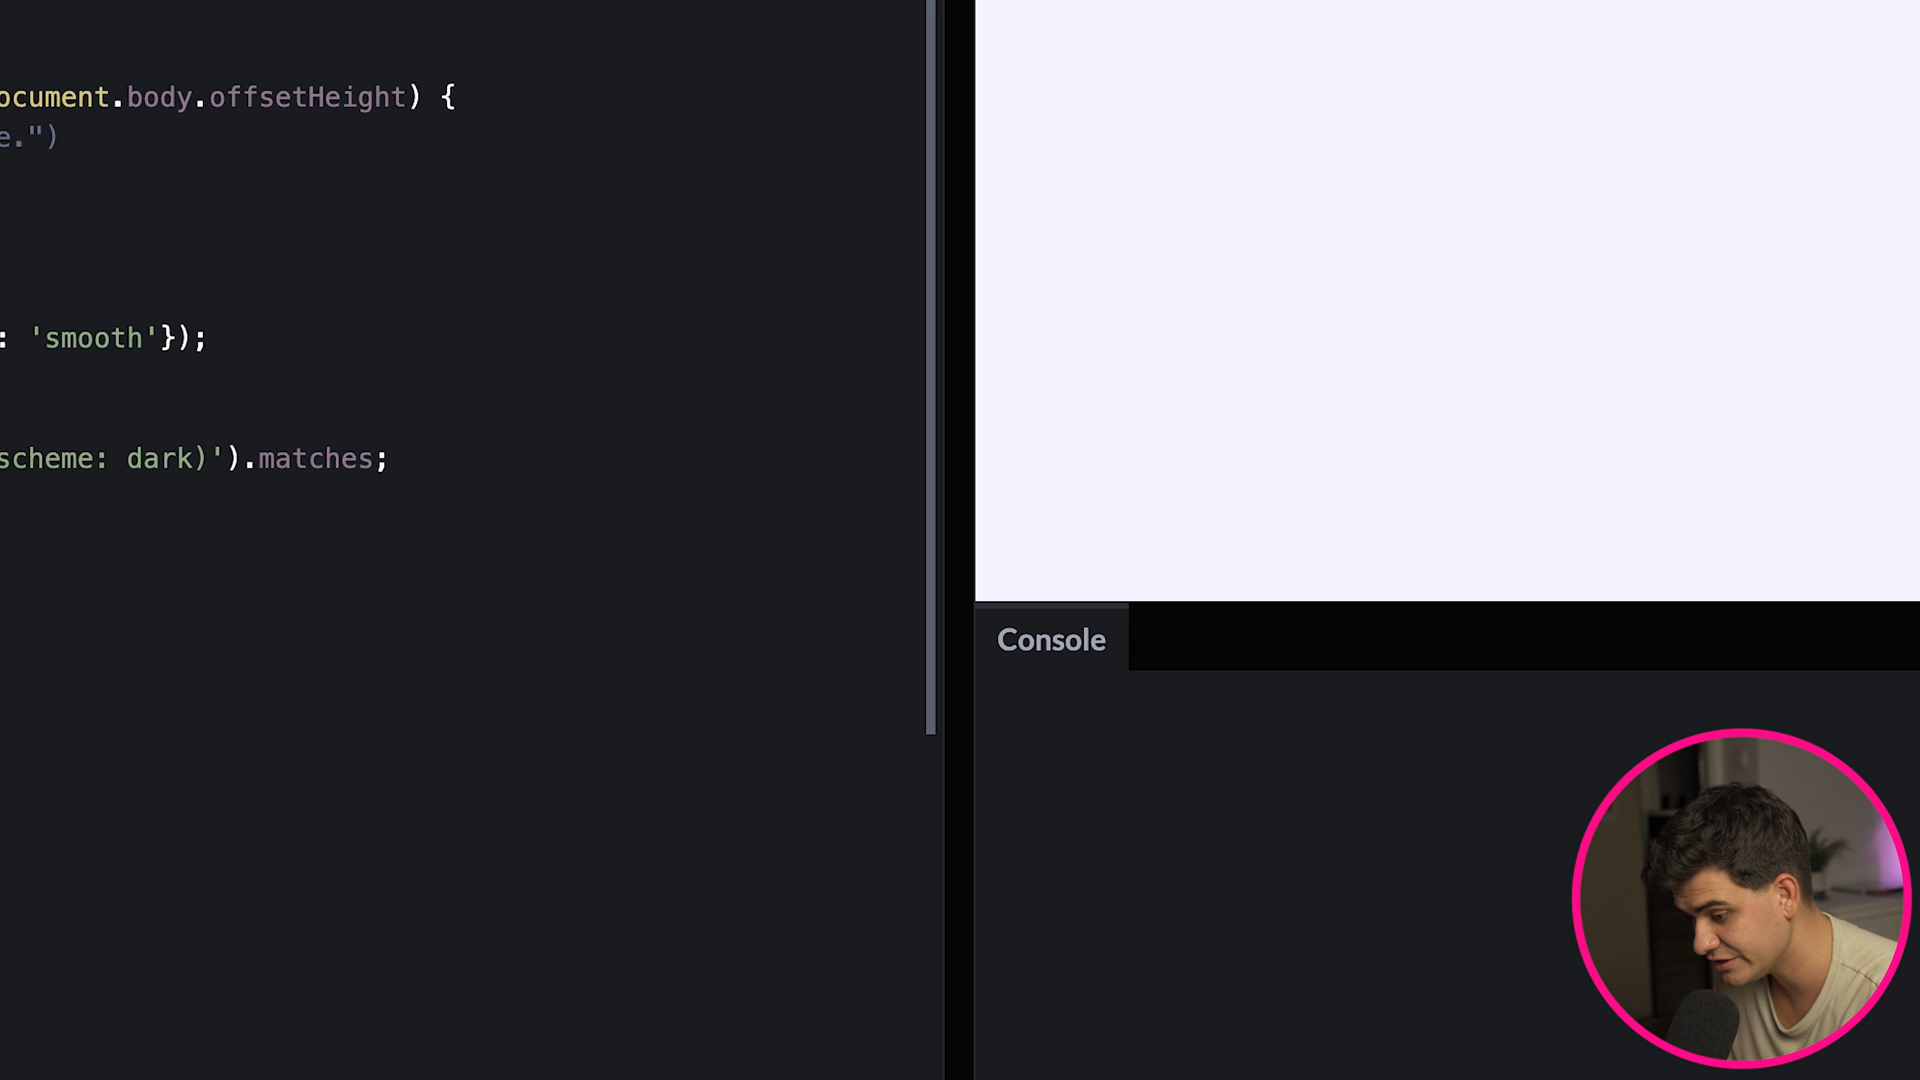 ocument.body.offsetHeight) {
e.")
: 'smooth'});
scheme: dark)').matches;
Console